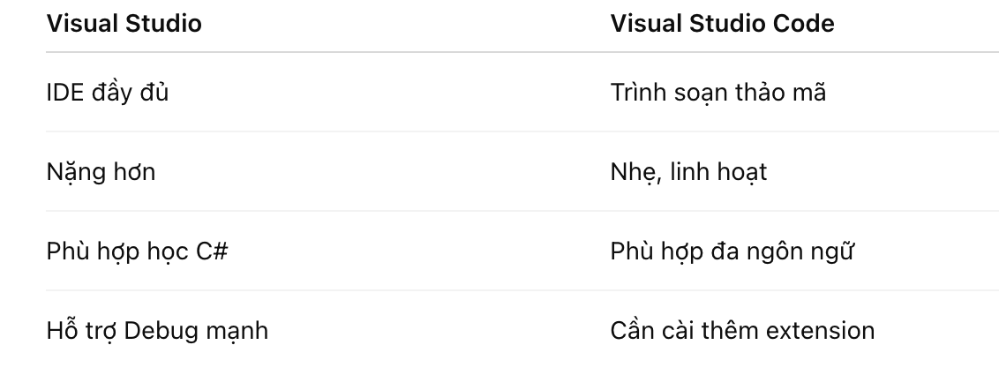 Visual Studio	Visual Studio Code
IDE đầy đủ	Trình soạn thảo mã
Nặng hơn	Nhẹ, linh hoạt
Phù hợp học C#	Phù hợp đa ngôn ngữ
Hỗ trợ Debug mạnh	Cần cài thêm extension